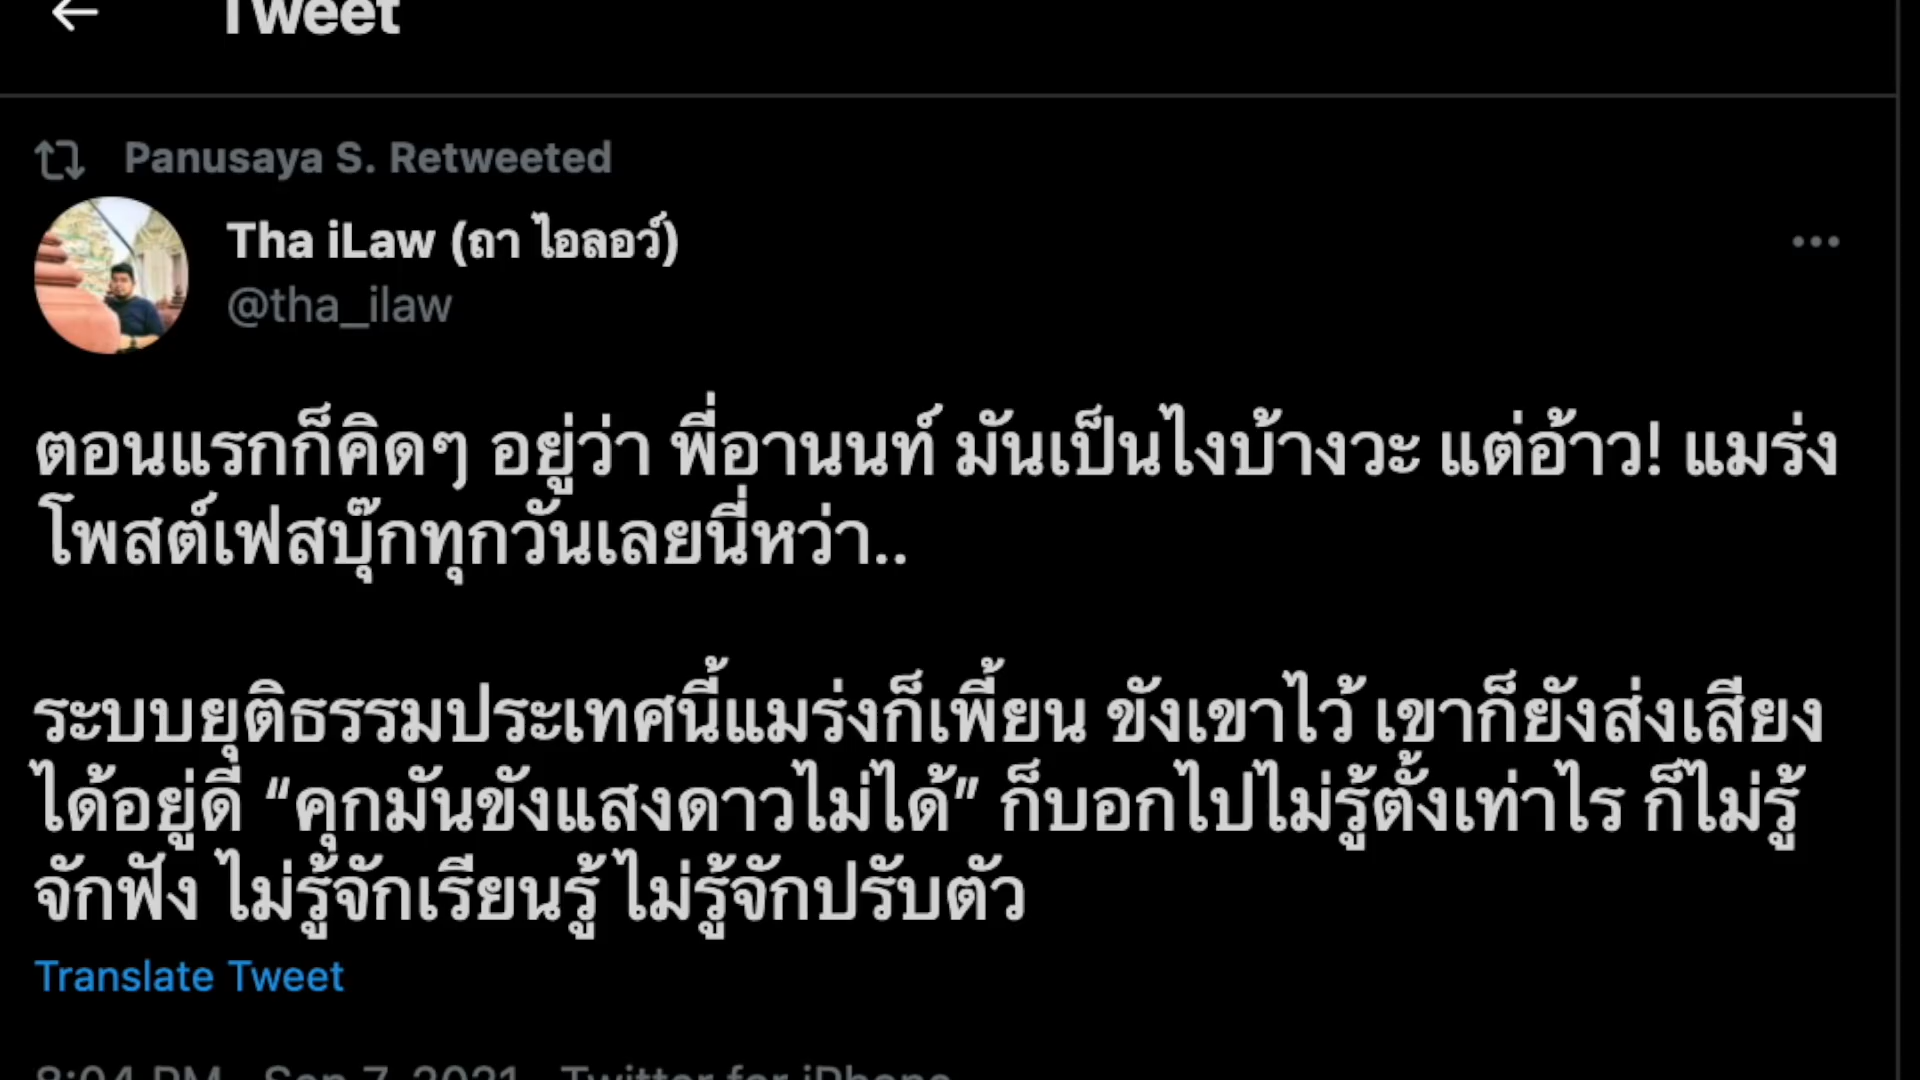 Tweet
Panusaya S. Retweeted
Tha iLaw (ถา ไอลอว์)
@tha_ilaw
ตอนแรกก็คิดๆ อยู่ว่า พี่อานนท์ มันเป็นไงบ้างวะ แต่อ้าว! แมร่ง
โพสต์เฟสบุ๊กทุกวันเลยนี่หว่า..
ระบบยุติธรรมประเทศนี้แมร่งก็เพี้ยน ขังเขาไว้ เขาก็ยังส่งเสียง
ได้อยู่ดี “คุกมันขังแสงดาวไม่ได้” ก็บอกไปไม่รู้ตั้งเท่าไร ก็ไม่รู้
จักฟัง ไม่รู้จักเรียนรู้ ไม่รู้จักปรับตัว
Translate Tweet
8:04 PM · Sep 7, 2021 · Twitter for iPhone